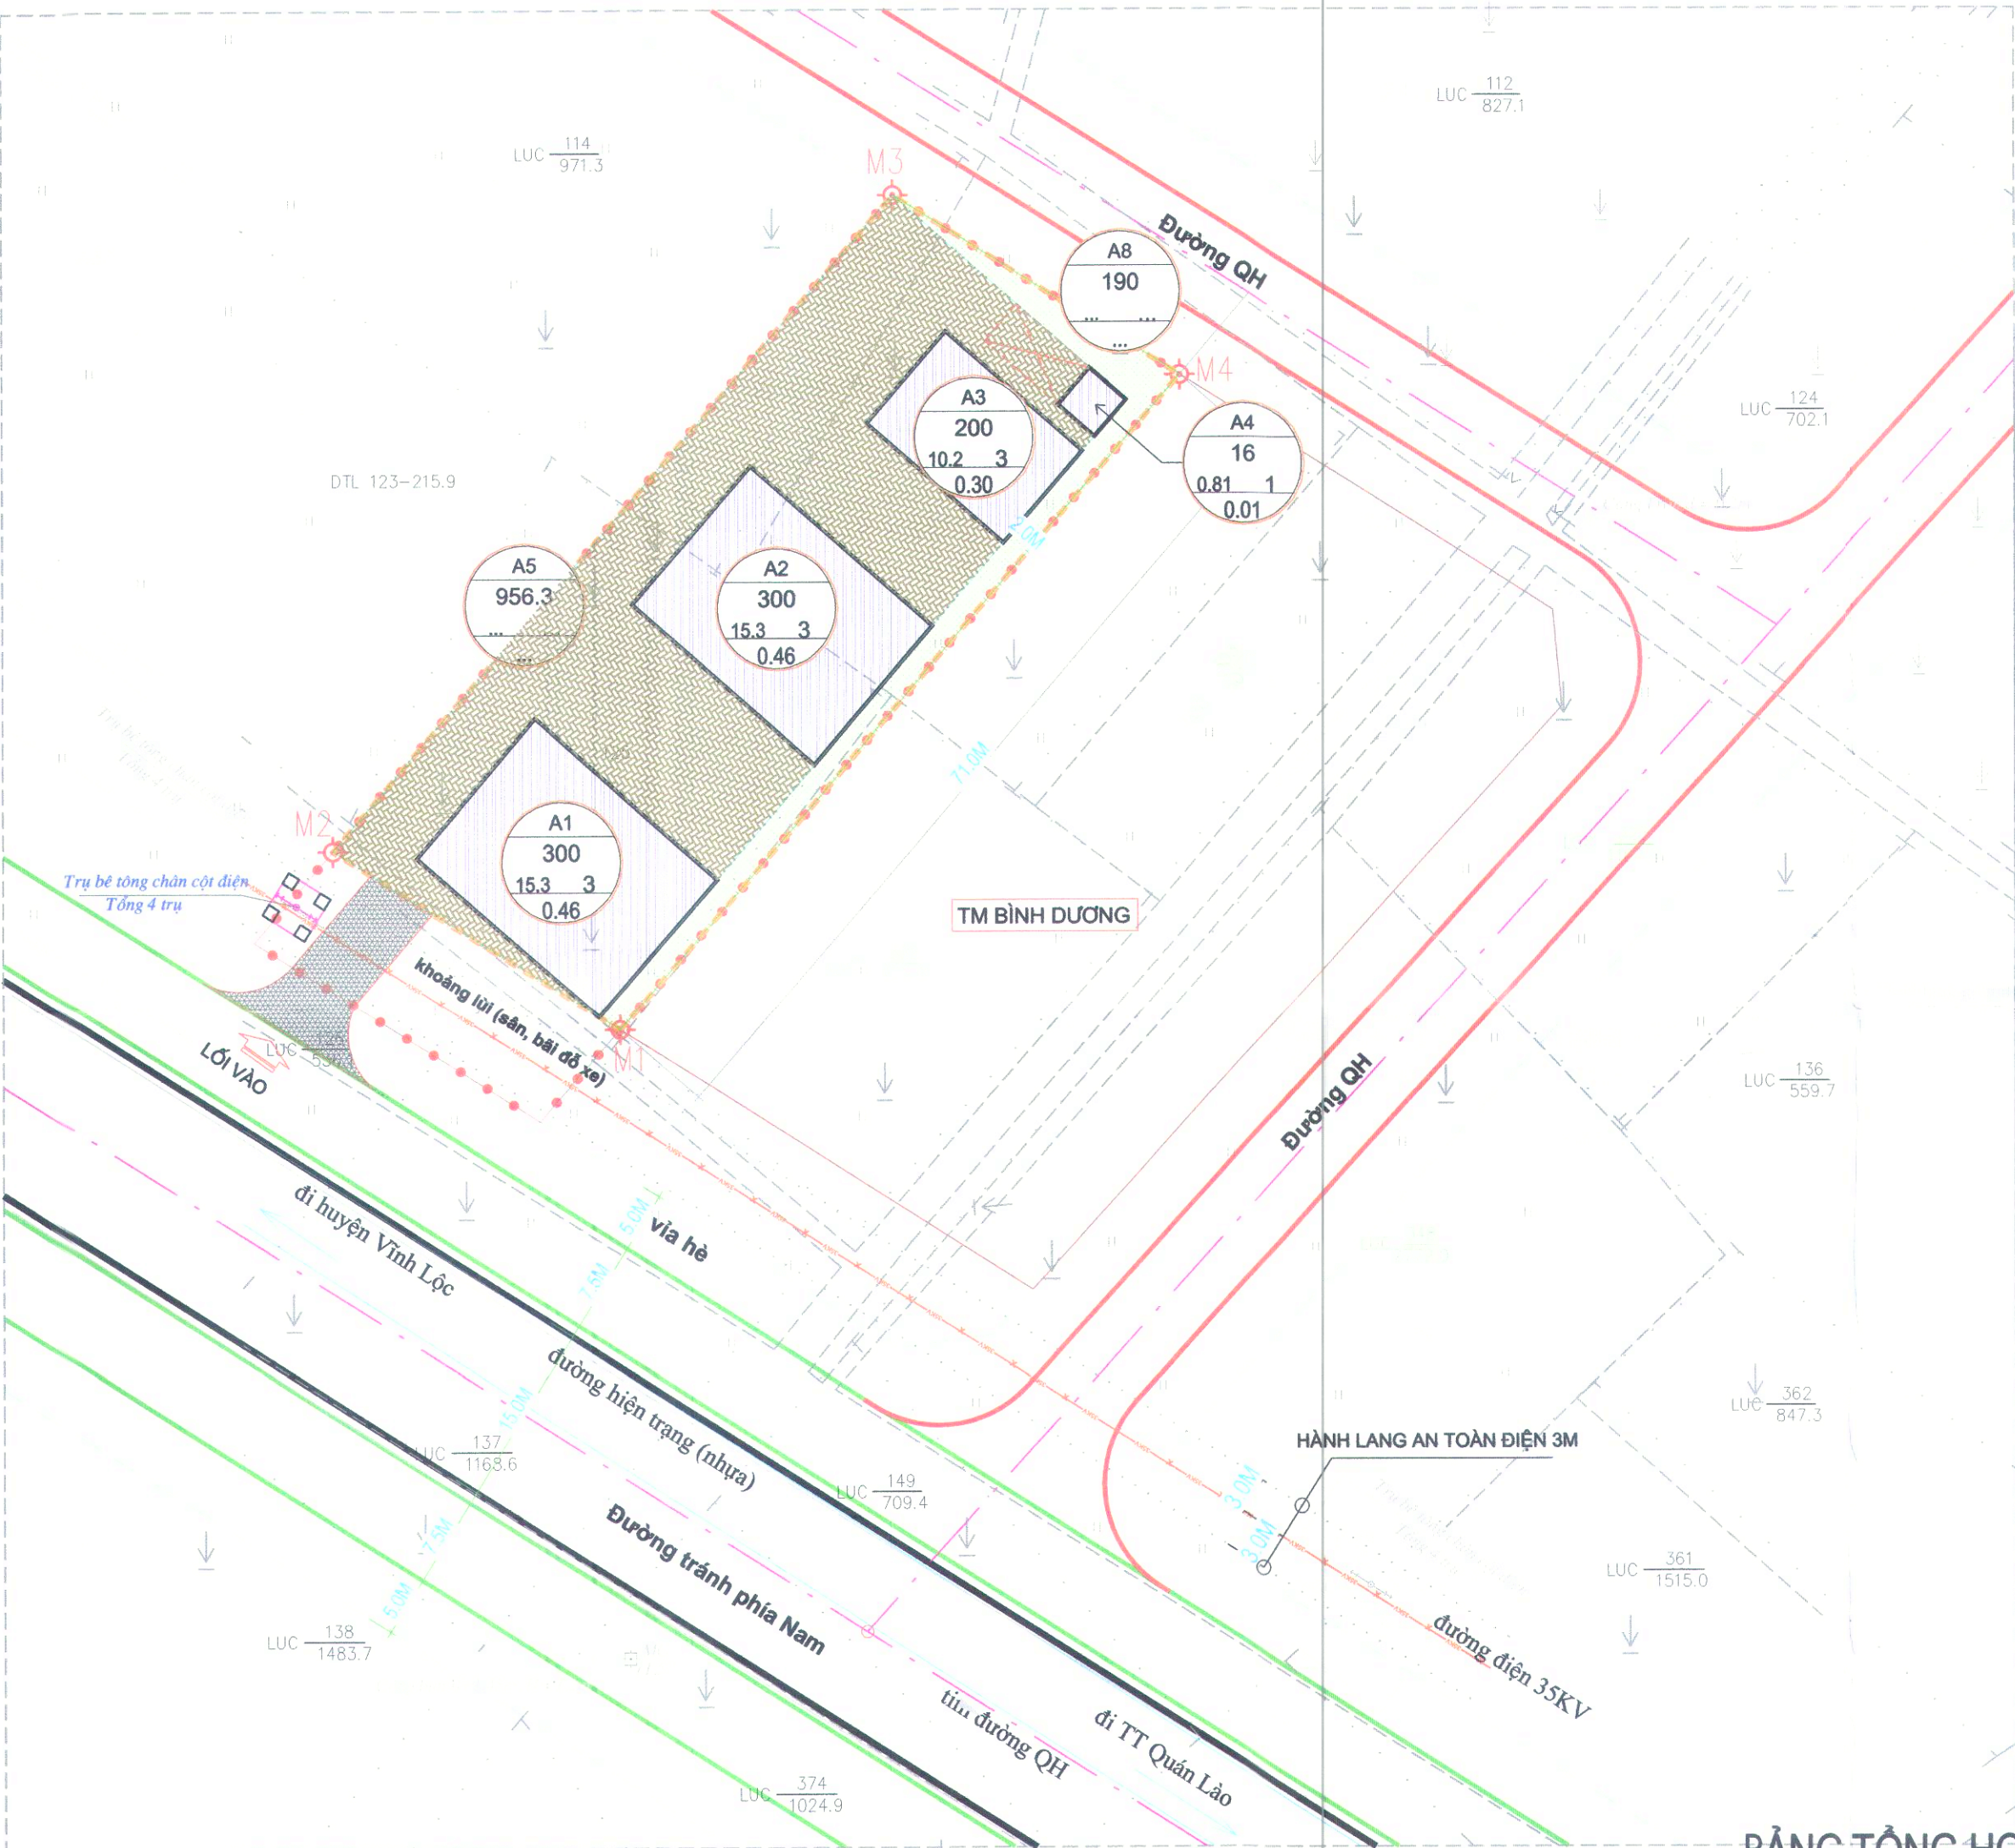 LUC 112
827.1
LUC 114
971.3
M3
Đường QH
A8
190
... ...
...
M4
LUC 124
702.1
A3
200
10.2 3
0.30
A4
16
0.81 1
0.01
DTL 123-215.9
2.0M
A5
956.3
...
...
A2
300
15.3 3
0.46
71.0M
M2
A1
300
15.3 3
0.46
Trụ bê tông chân cột điện
Tổng 4 trụ
TM BÌNH DƯƠNG
khoảng lùi (sân, bãi đỗ xe)
M1
LUC
LỐI VÀO
LUC 136
559.7
Đường QH
đi huyện Vĩnh Lộc
5.0M
vỉa hè
7.5M
đường hiện trạng (nhựa)
15.0M
LUC 362
847.3
LUC 137
1168.6
HÀNH LANG AN TOÀN ĐIỆN 3M
LUC 149
709.4
3.0M
3.0M
Đường tránh phía Nam
7.5M
5.0M
LUC 361
1515.0
LUC 138
1483.7
đường điện 35KV
tim đường QH
đi TT Quán Lào
LUC 374
1024.9
BẢNG TỔNG HỢ